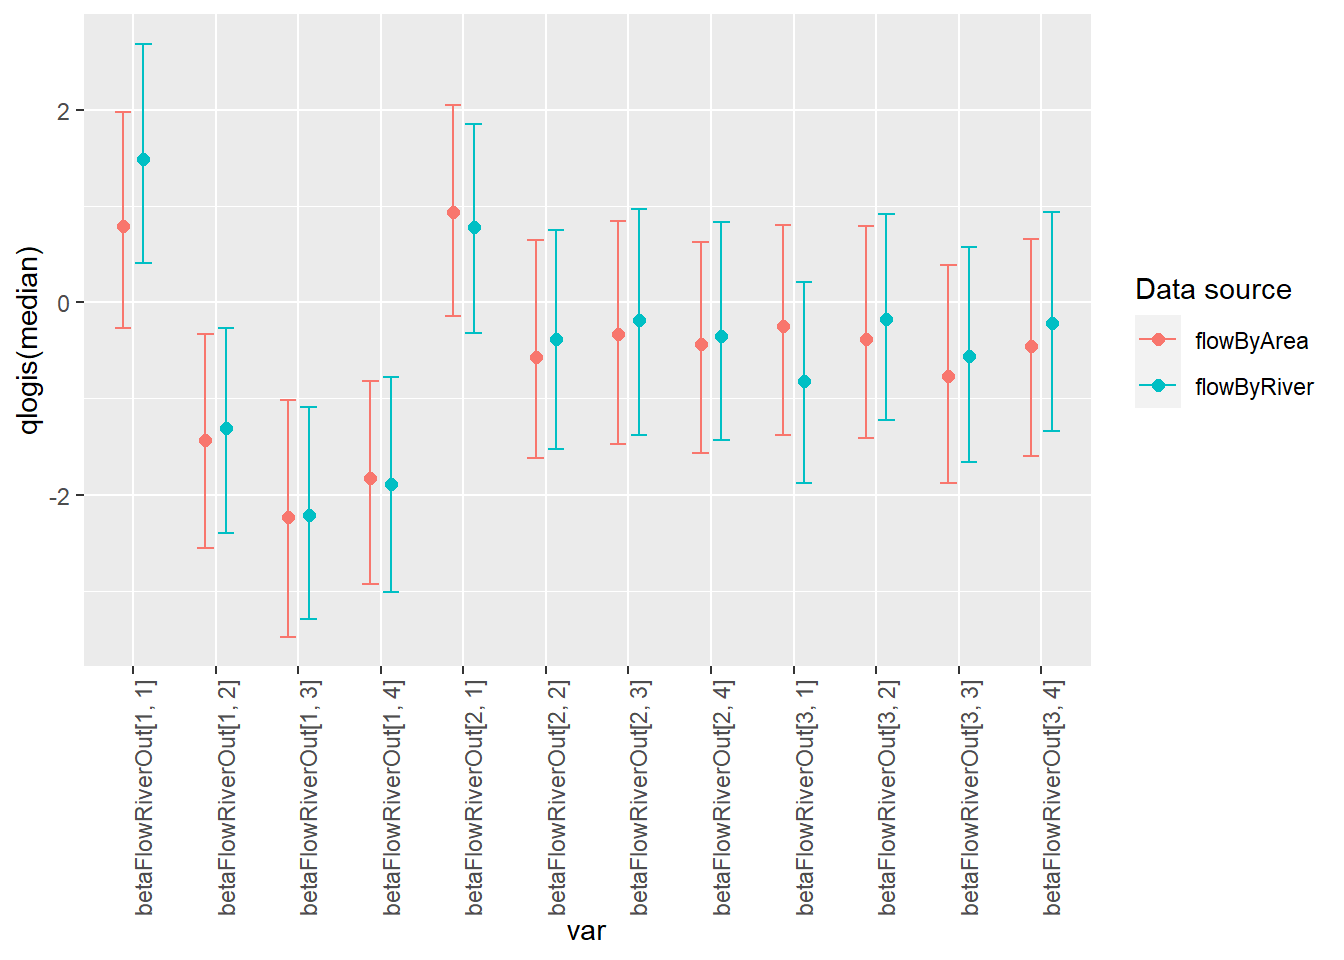 qlogis(median)
2
0
-2
betaFlowRiverOut[1, 1]
betaFlowRiverOut[1, 2]
betaFlowRiverOut[1, 3]
betaFlowRiverOut[1, 4]
betaFlowRiverOut[2, 1]
betaFlowRiverOut[2, 2]
betaFlowRiverOut[2, 3]
betaFlowRiverOut[2, 4]
betaFlowRiverOut[3, 1]
betaFlowRiverOut[3, 2]
betaFlowRiverOut[3, 3]
betaFlowRiverOut[3, 4]
var
Data source
flowByArea
flowByRiver